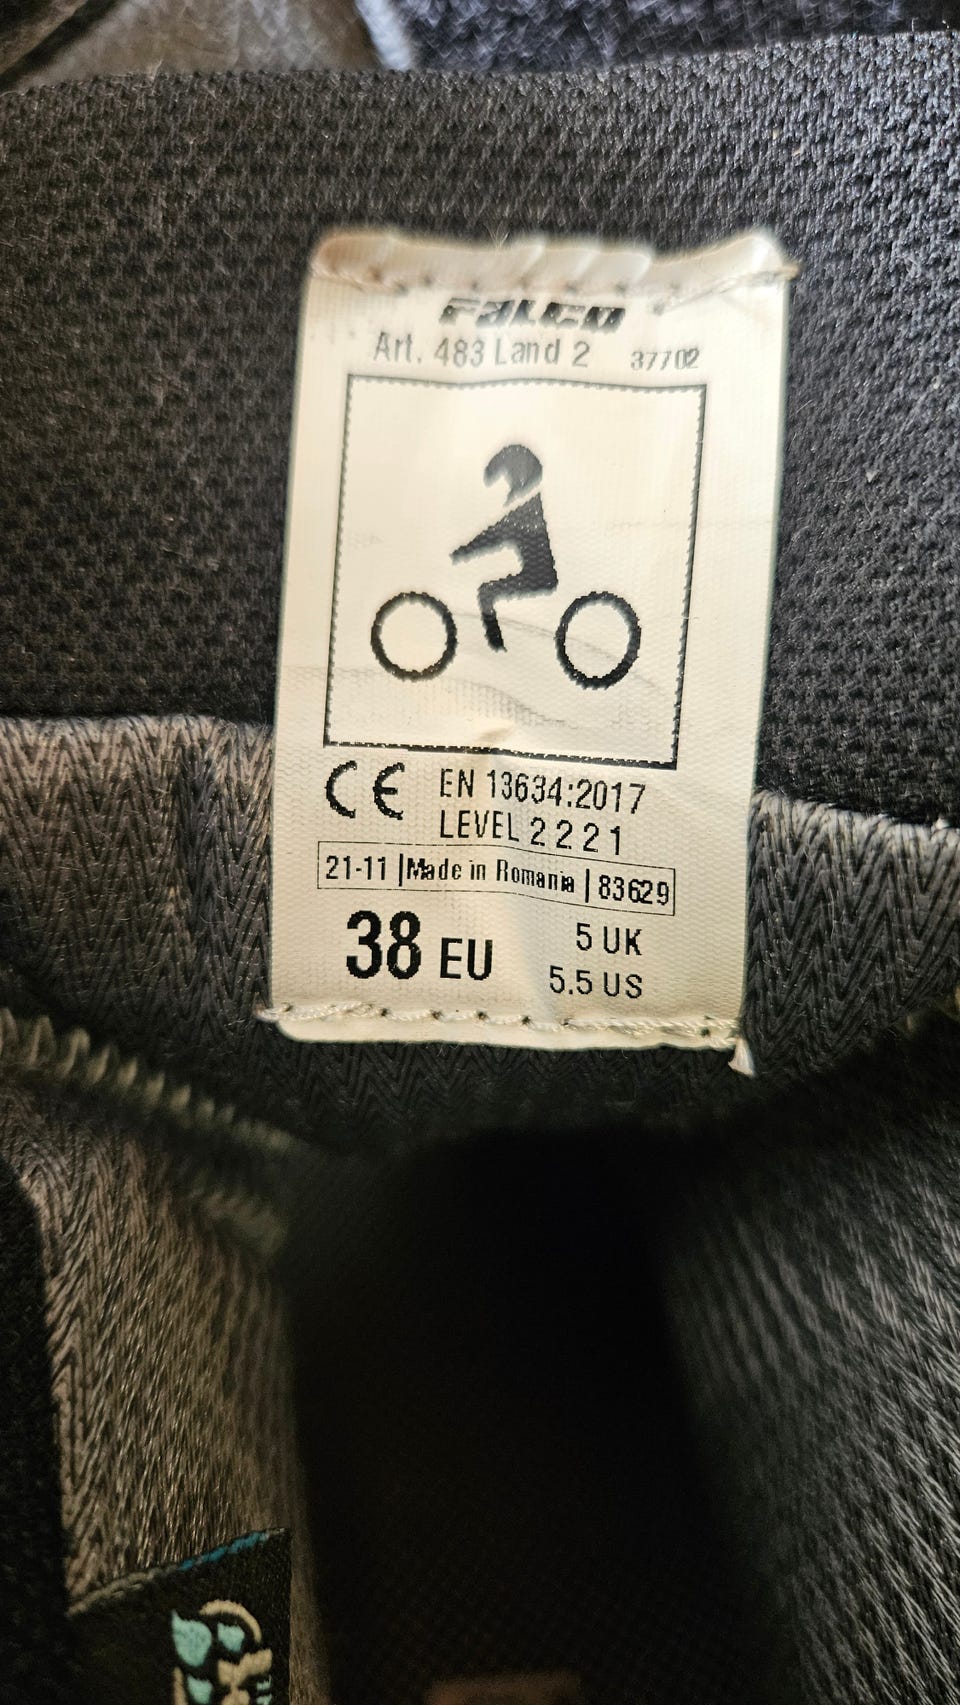 FALCO
Art. 483 Land 2 37702
CE EN 13634:2017
LEVEL 2 2 2 1
21-11 | Made in Romania | 83629
38 EU 5 UK
5.5 US